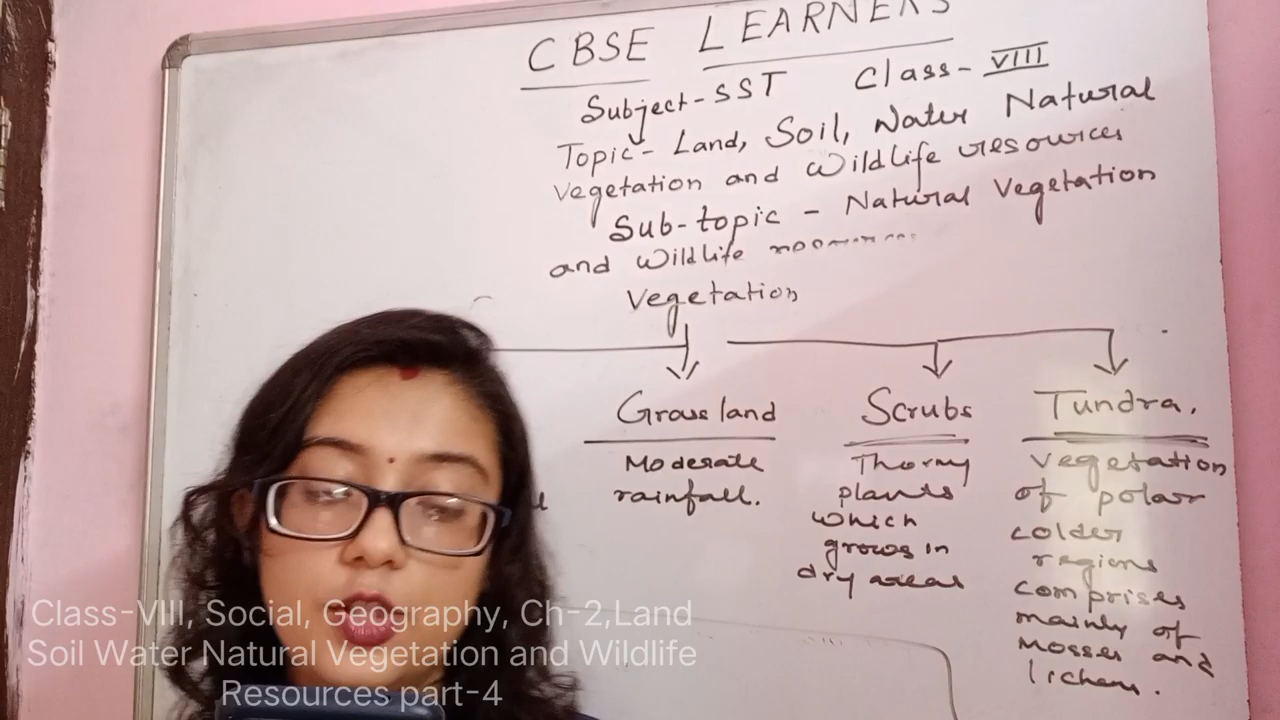 CBSE LEARNERS
Subject-SST Class-VIII
Topic- Land, Soil, Water Natural
Vegetation and Wildlife resources
Sub-topic - Natural Vegetation
and Wildlife
Vegetation
Grassland Scrubs Tundra.
Moderate
rainfall.
Thorny
plants
which
grows in
dry areas
Vegetation
of polar
colder
regions
comprises
mainly of
Mosses and
lichens.
Class-VIII, Social, Geography, Ch-2,Land
Soil Water Natural Vegetation and Wildlife
Resources part-4